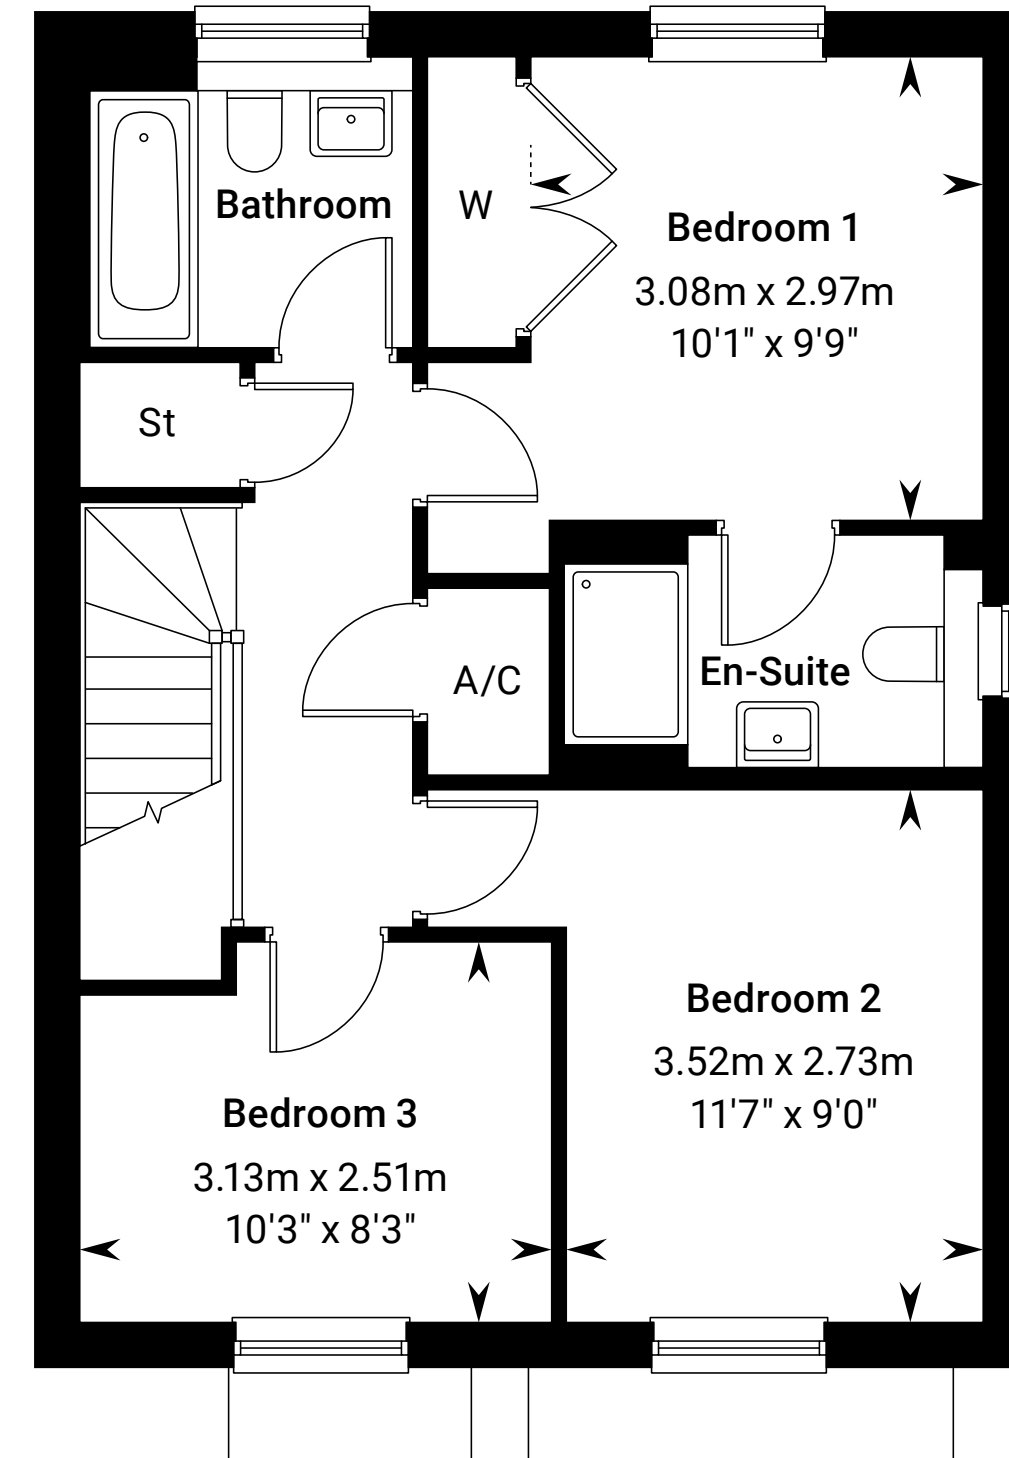 Bathroom
W
Bedroom 1
3.08m x 2.97m
10'1" x 9'9"
St
A/C
En-Suite
Bedroom 2
3.52m x 2.73m
11'7" x 9'0"
Bedroom 3
3.13m x 2.51m
10'3" x 8'3"